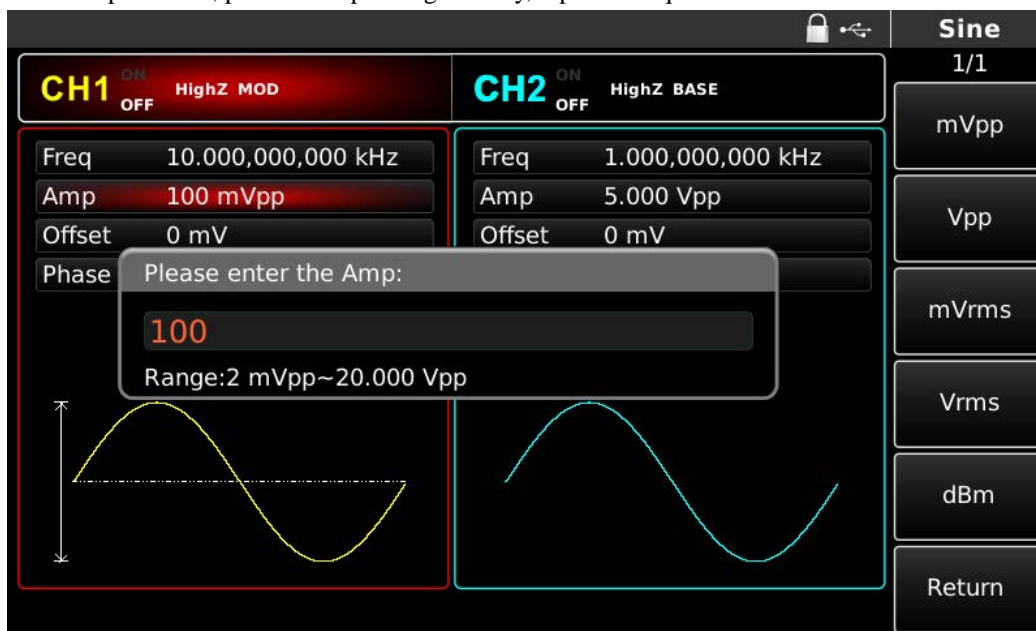 Sine
1/1
CH1 ON OFF HighZ MOD
CH2 ON OFF HighZ BASE
Freq 10.000,000,000 kHz
Amp 100 mVpp
Offset 0 mV
Phase
Freq 1.000,000,000 kHz
Amp 5.000 Vpp
Offset 0 mV
Please enter the Amp:
100
Range:2 mVpp~20.000 Vpp
mVpp
Vpp
mVrms
Vrms
dBm
Return